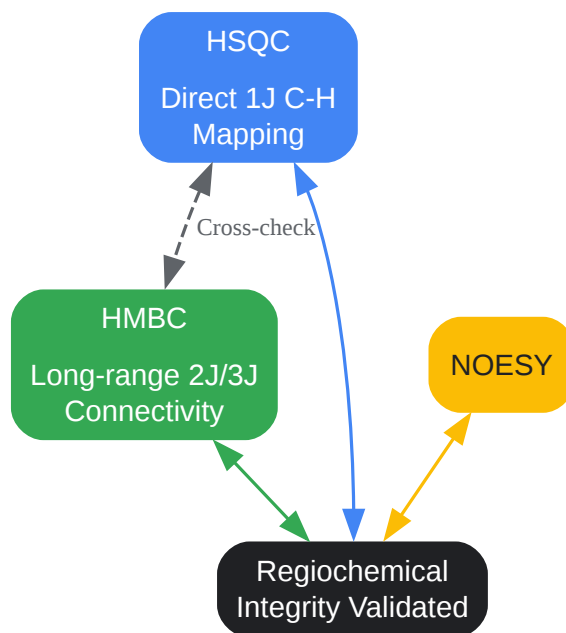 HSQC
Direct 1J C-H
Mapping
Cross-check
HMBC
Long-range 2J/3J
Connectivity
NOESY
Regiochemical
Integrity Validated